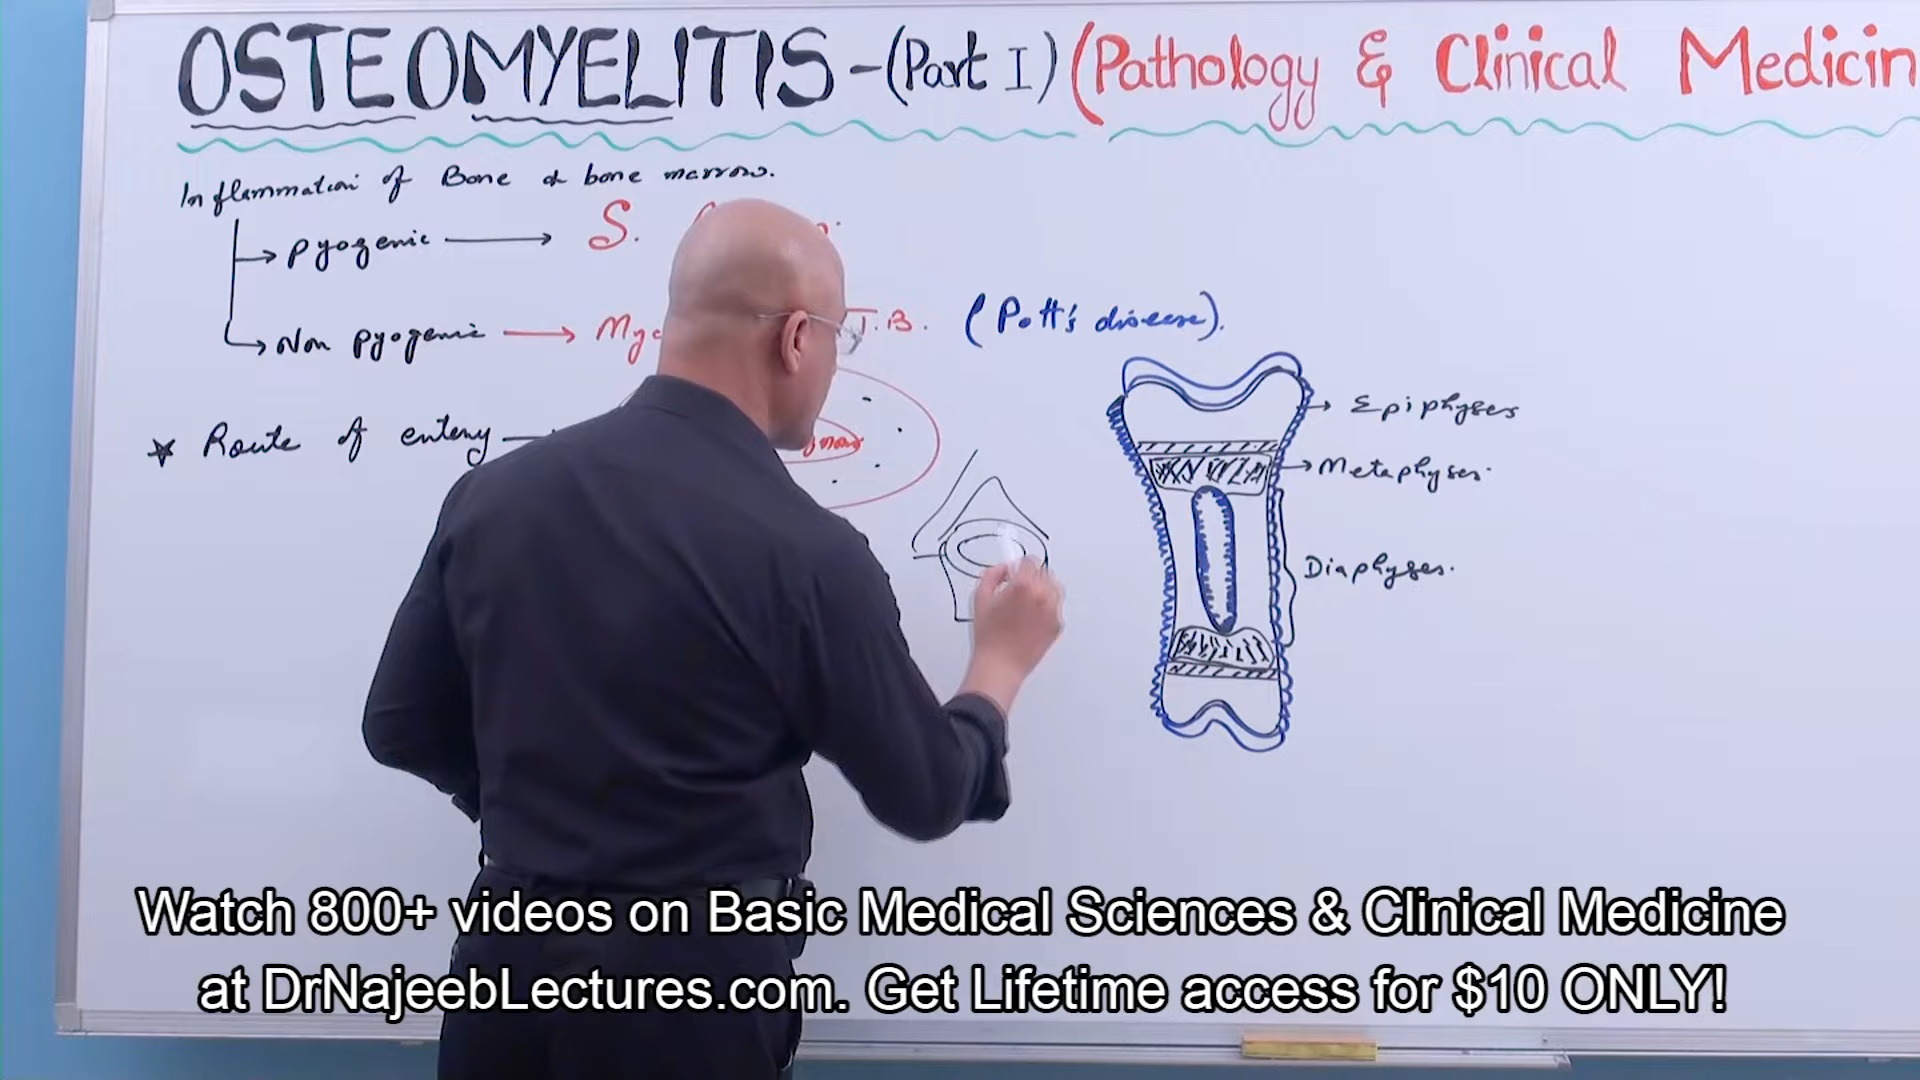 OSTEOMYELITIS - (Part I) (Pathology & Clinical Medicin
Inflammation of Bone & bone marrow.
Pyogenic S.
Non pyogenic Myc T.B. (Pott's disease).
Epiphyses
Route of enteny
Metaphyses.
Diaphyses.
Watch 800+ videos on Basic Medical Sciences & Clinical Medicine
at DrNajeebLectures.com. Get Lifetime access for $10 ONLY!